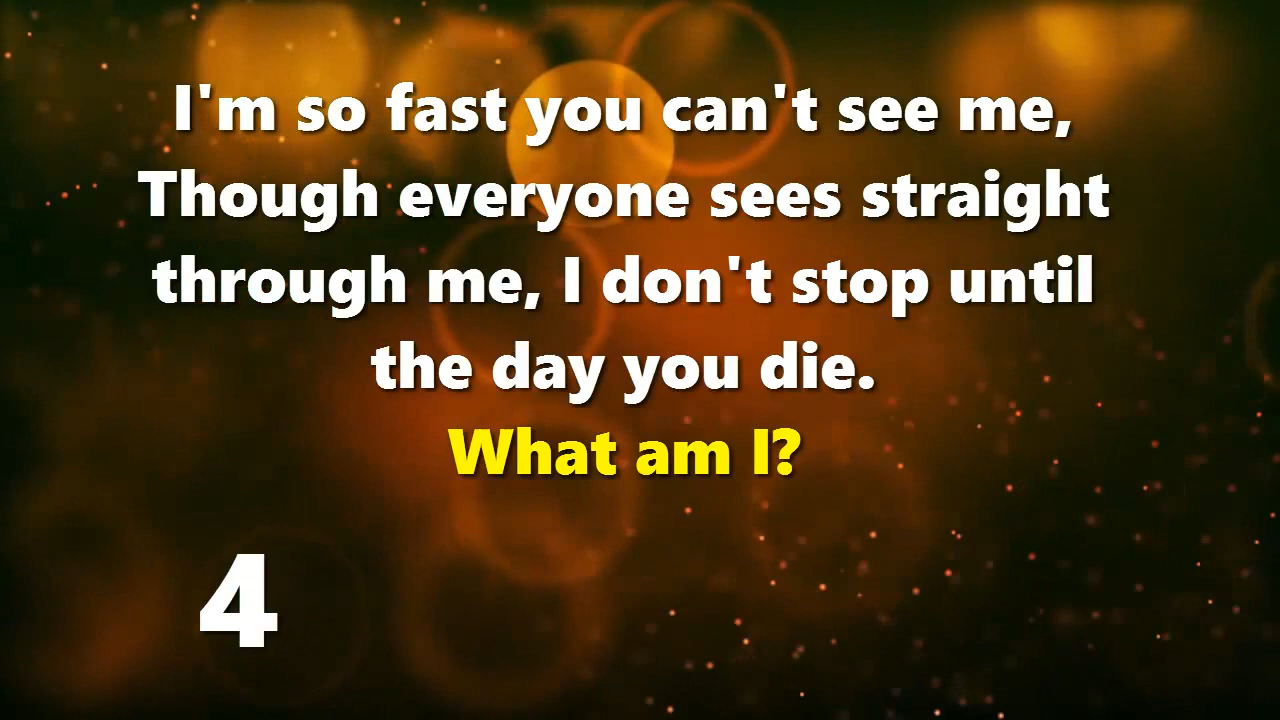 I'm so fast you can't see me,
Though everyone sees straight
through me, I don't stop until
the day you die.
What am I?
4